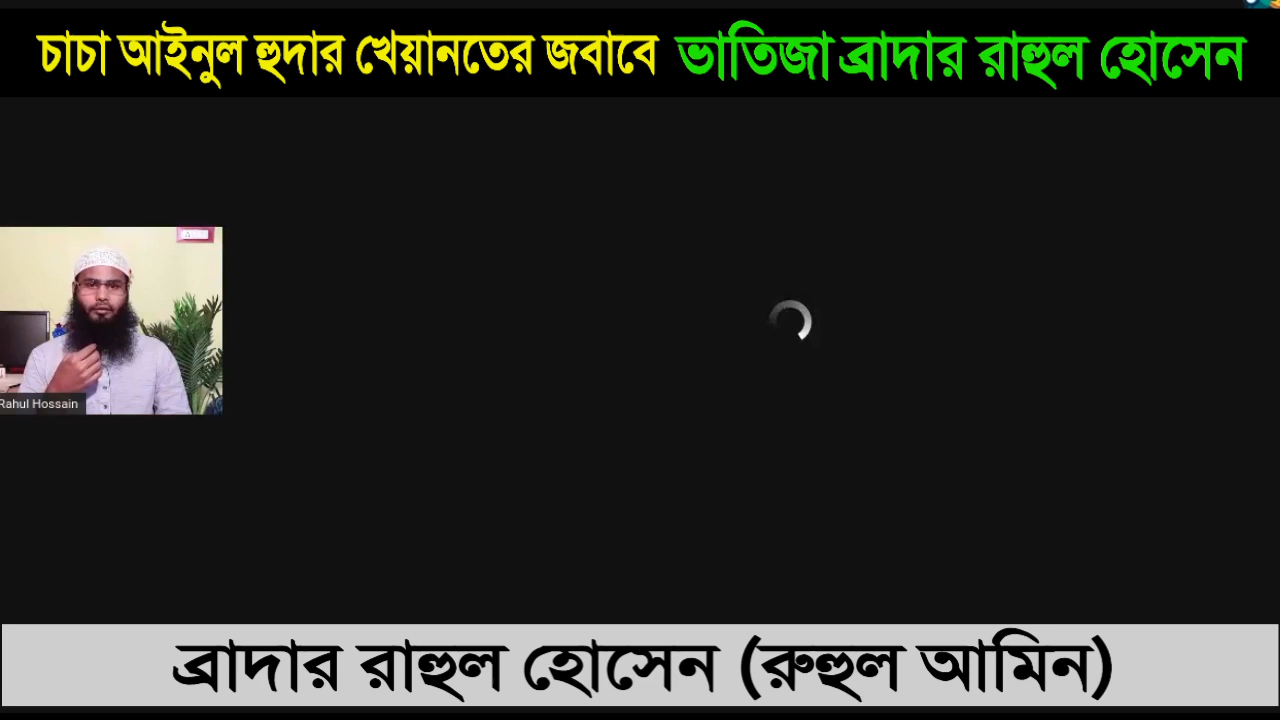 চাচা আইনুল হুদার খেয়ানতের জবাবে ভাতিজা ব্রাদার রাহুল হোসেন
Rahul Hossain
ব্রাদার রাহুল হোসেন (রুহুল আমিন)